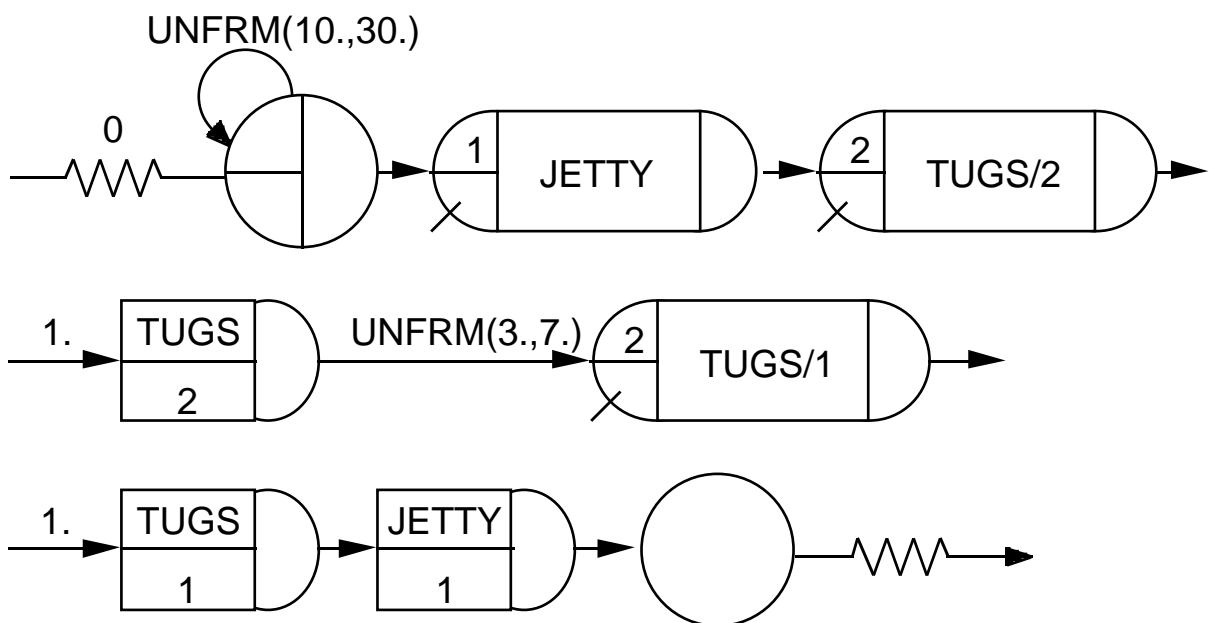 UNFRM(10.,30.)
0
1 JETTY
2 TUGS/2
1. TUGS
2
UNFRM(3.,7.)
2 TUGS/1
1. TUGS
1
JETTY
1